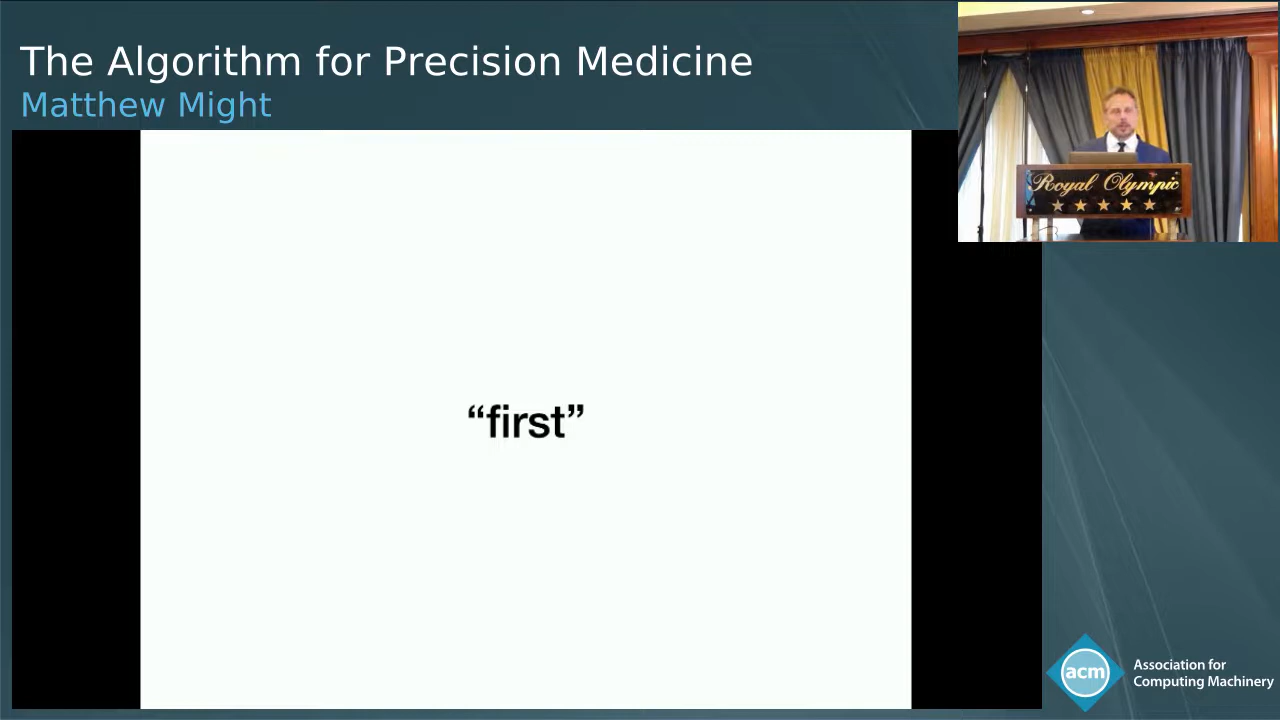 The Algorithm for Precision Medicine
Matthew Might
Royal Olympic
“first”
acm
Association for
Computing Machinery